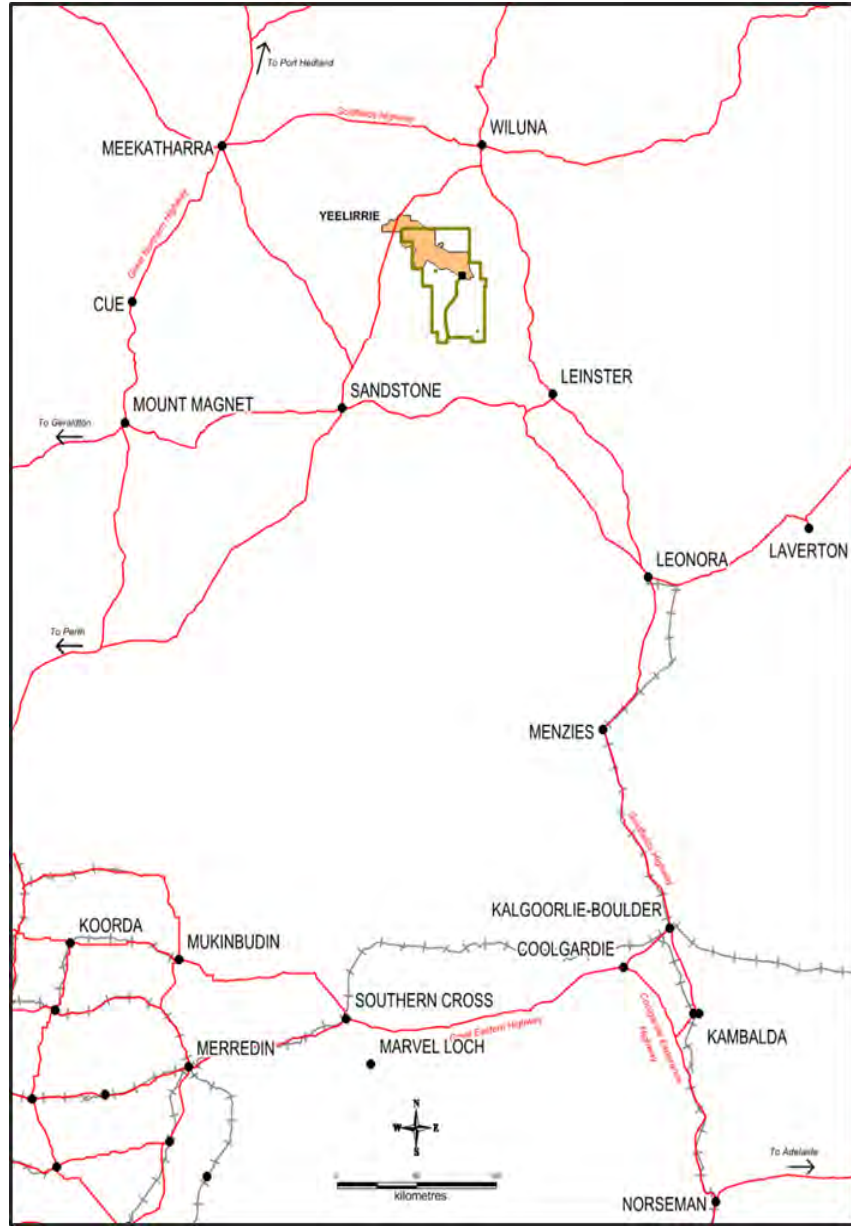 To Port Hedland
Goldfields Highway
WILUNA
MEEKATHARRA
YEELIRRIE
Great Northern Highway
CUE
LEINSTER
SANDSTONE
MOUNT MAGNET
To Geraldton
LAVERTON
LEONORA
To Perth
MENZIES
Goldfields Highway
KALGOORLIE-BOULDER
KOORDA
MUKINBUDIN
COOLGARDIE
SOUTHERN CROSS
Great Eastern Highway
Coolgardie Esperance
Highway
KAMBALDA
MERREDIN
MARVEL LOCH
N
W E
S
To Adelaide
0
kilometres
NORSEMAN